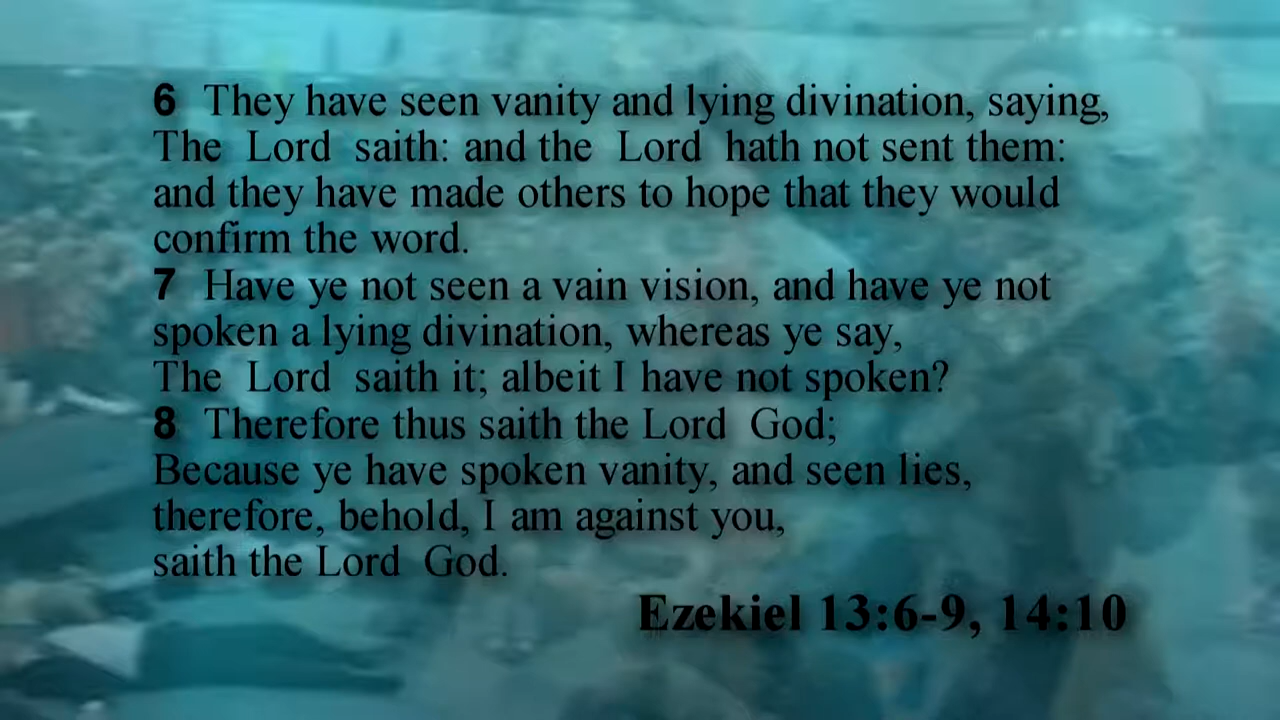 6 They have seen vanity and lying divination, saying,
The Lord saith: and the Lord hath not sent them:
and they have made others to hope that they would
confirm the word.
7 Have ye not seen a vain vision, and have ye not
spoken a lying divination, whereas ye say,
The Lord saith it; albeit I have not spoken?
8 Therefore thus saith the Lord God;
Because ye have spoken vanity, and seen lies,
therefore, behold, I am against you,
saith the Lord God.
Ezekiel 13:6-9, 14:10